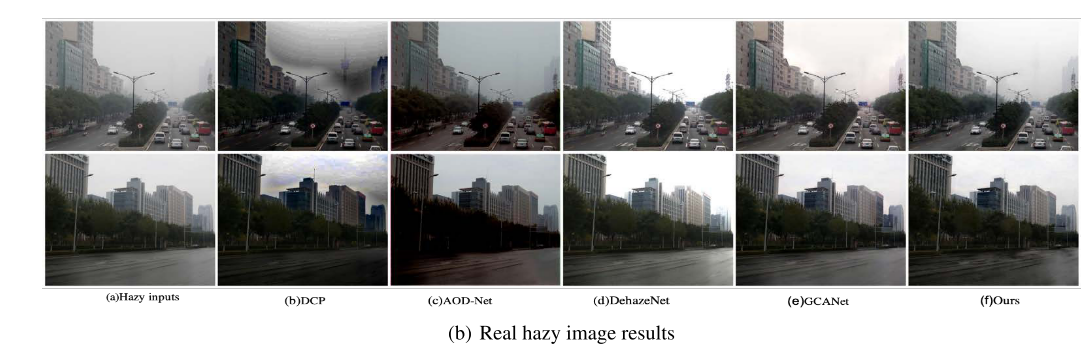 (a)Hazy inputs
(b)DCP
(c)AOD-Net
(d)DehazeNet
(e)GCANet
(f)Ours
(b) Real hazy image results